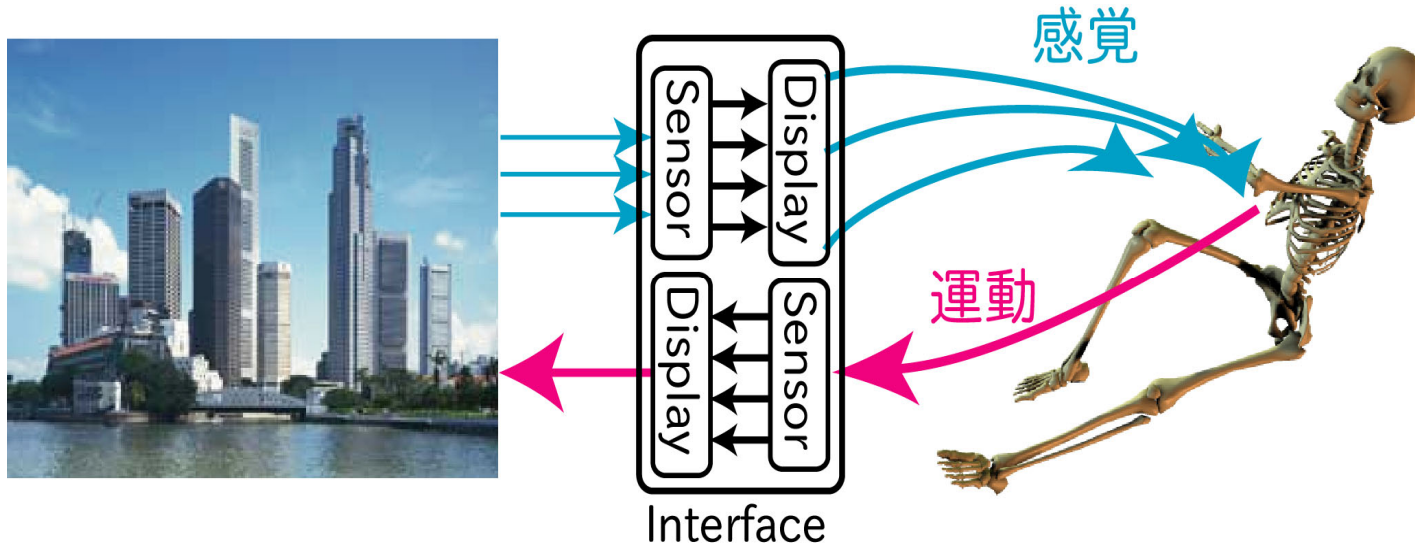 感覚
Sensor
Display
運動
Display
Sensor
Interface